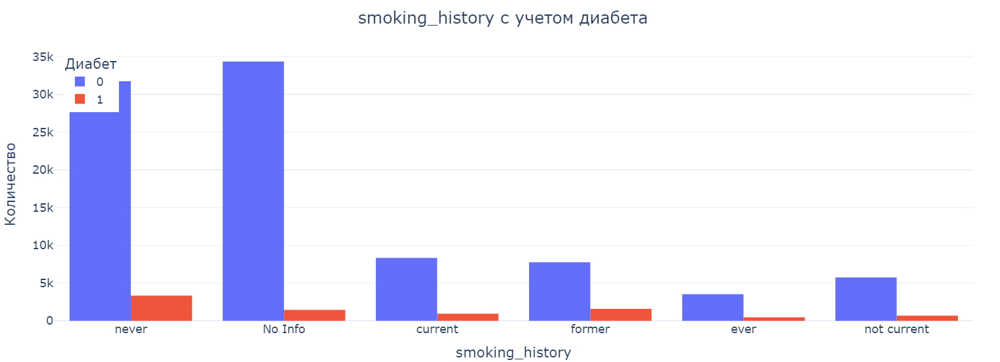 smoking_history с учетом диабета
35k
30k
25k
20k
15k
10k
5k
0
Количество
Диабет
0
1
never No Info current former ever not current
smoking_history